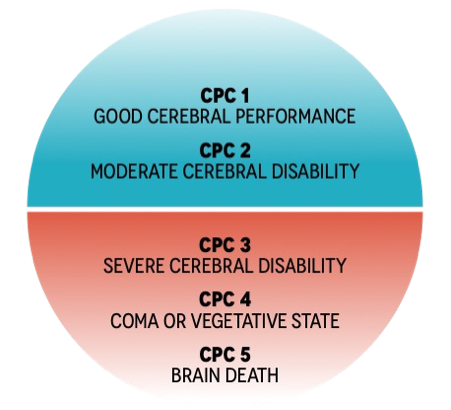 CPC 1
GOOD CEREBRAL PERFORMANCE
CPC 2
MODERATE CEREBRAL DISABILITY
CPC 3
SEVERE CEREBRAL DISABILITY
CPC 4
COMA OR VEGETATIVE STATE
CPC 5
BRAIN DEATH